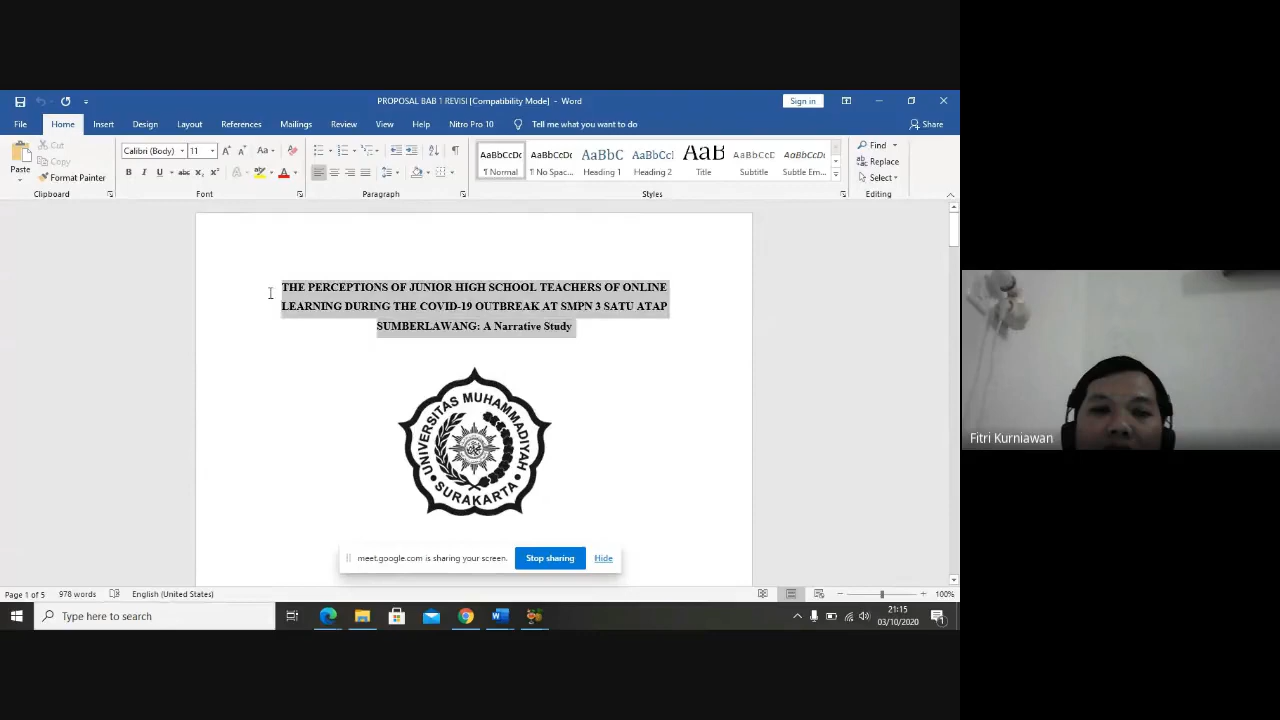 PROPOSAL BAB 1 REVISI [Compatibility Mode] - Word
Sign in
File Home Insert Design Layout References Mailings Review View Help Nitro Pro 10 Tell me what you want to do Share
Paste
Cut
Copy
Format Painter
Clipboard
Calibri (Body) 11
Font
Paragraph
AaBbCcDc AaBbCcDc AaBbC AaBbCcI AaB AaBbCcD AaBbCcDc
¶ Normal ¶ No Spac... Heading 1 Heading 2 Title Subtitle Subtle Em...
Styles
Find
Replace
Select
Editing
THE PERCEPTIONS OF JUNIOR HIGH SCHOOL TEACHERS OF ONLINE
LEARNING DURING THE COVID-19 OUTBREAK AT SMPN 3 SATU ATAP
SUMBERLAWANG: A Narrative Study
UNIVERSITAS MUHAMMADIYAH
SURAKARTA
meet.google.com is sharing your screen. Stop sharing Hide
Page 1 of 5 978 words English (United States) 100%
Type here to search
21:15
03/10/2020
Fitri Kurniawan